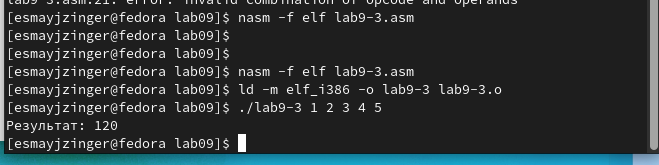 lab9-3.asm:21: error: invalid combination of opcode and operands
[esmayjzinger@fedora lab09]$ nasm -f elf lab9-3.asm
[esmayjzinger@fedora lab09]$
[esmayjzinger@fedora lab09]$
[esmayjzinger@fedora lab09]$ nasm -f elf lab9-3.asm
[esmayjzinger@fedora lab09]$ ld -m elf_i386 -o lab9-3 lab9-3.o
[esmayjzinger@fedora lab09]$ ./lab9-3 1 2 3 4 5
Результат: 120
[esmayjzinger@fedora lab09]$